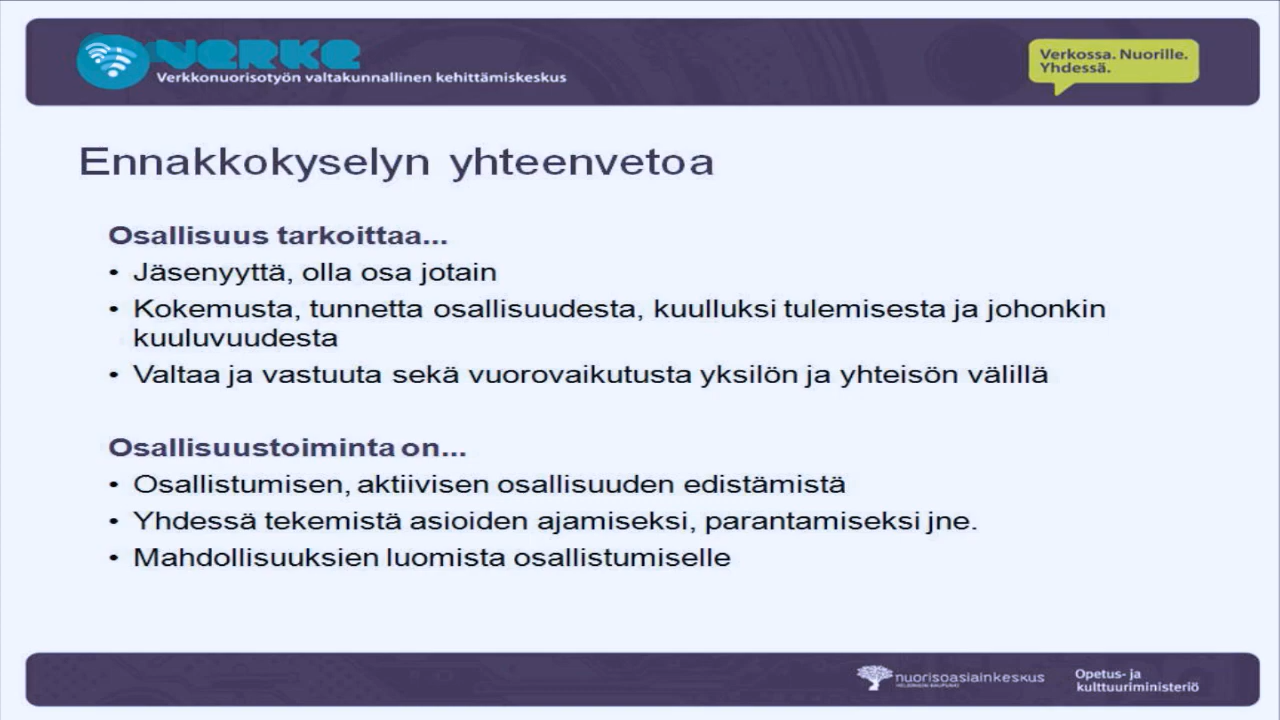 verke
Verkkonuorisotyön valtakunnallinen kehittämiskeskus
Verkossa. Nuorille.
Yhdessä.
Ennakkokyselyn yhteenvetoa
Osallisuus tarkoittaa...
• Jäsenyyttä, olla osa jotain
• Kokemusta, tunnetta osallisuudesta, kuulluksi tulemisesta ja johonkin
kuuluvuudesta
• Valtaa ja vastuuta sekä vuorovaikutusta yksilön ja yhteisön välillä
Osallisuustoiminta on...
• Osallistumisen, aktiivisen osallisuuden edistämistä
• Yhdessä tekemistä asioiden ajamiseksi, parantamiseksi jne.
• Mahdollisuuksien luomista osallistumiselle
nuorisoasiainkeskus
HELSINGIN KAUPUNKI
Opetus- ja
kulttuuriministeriö